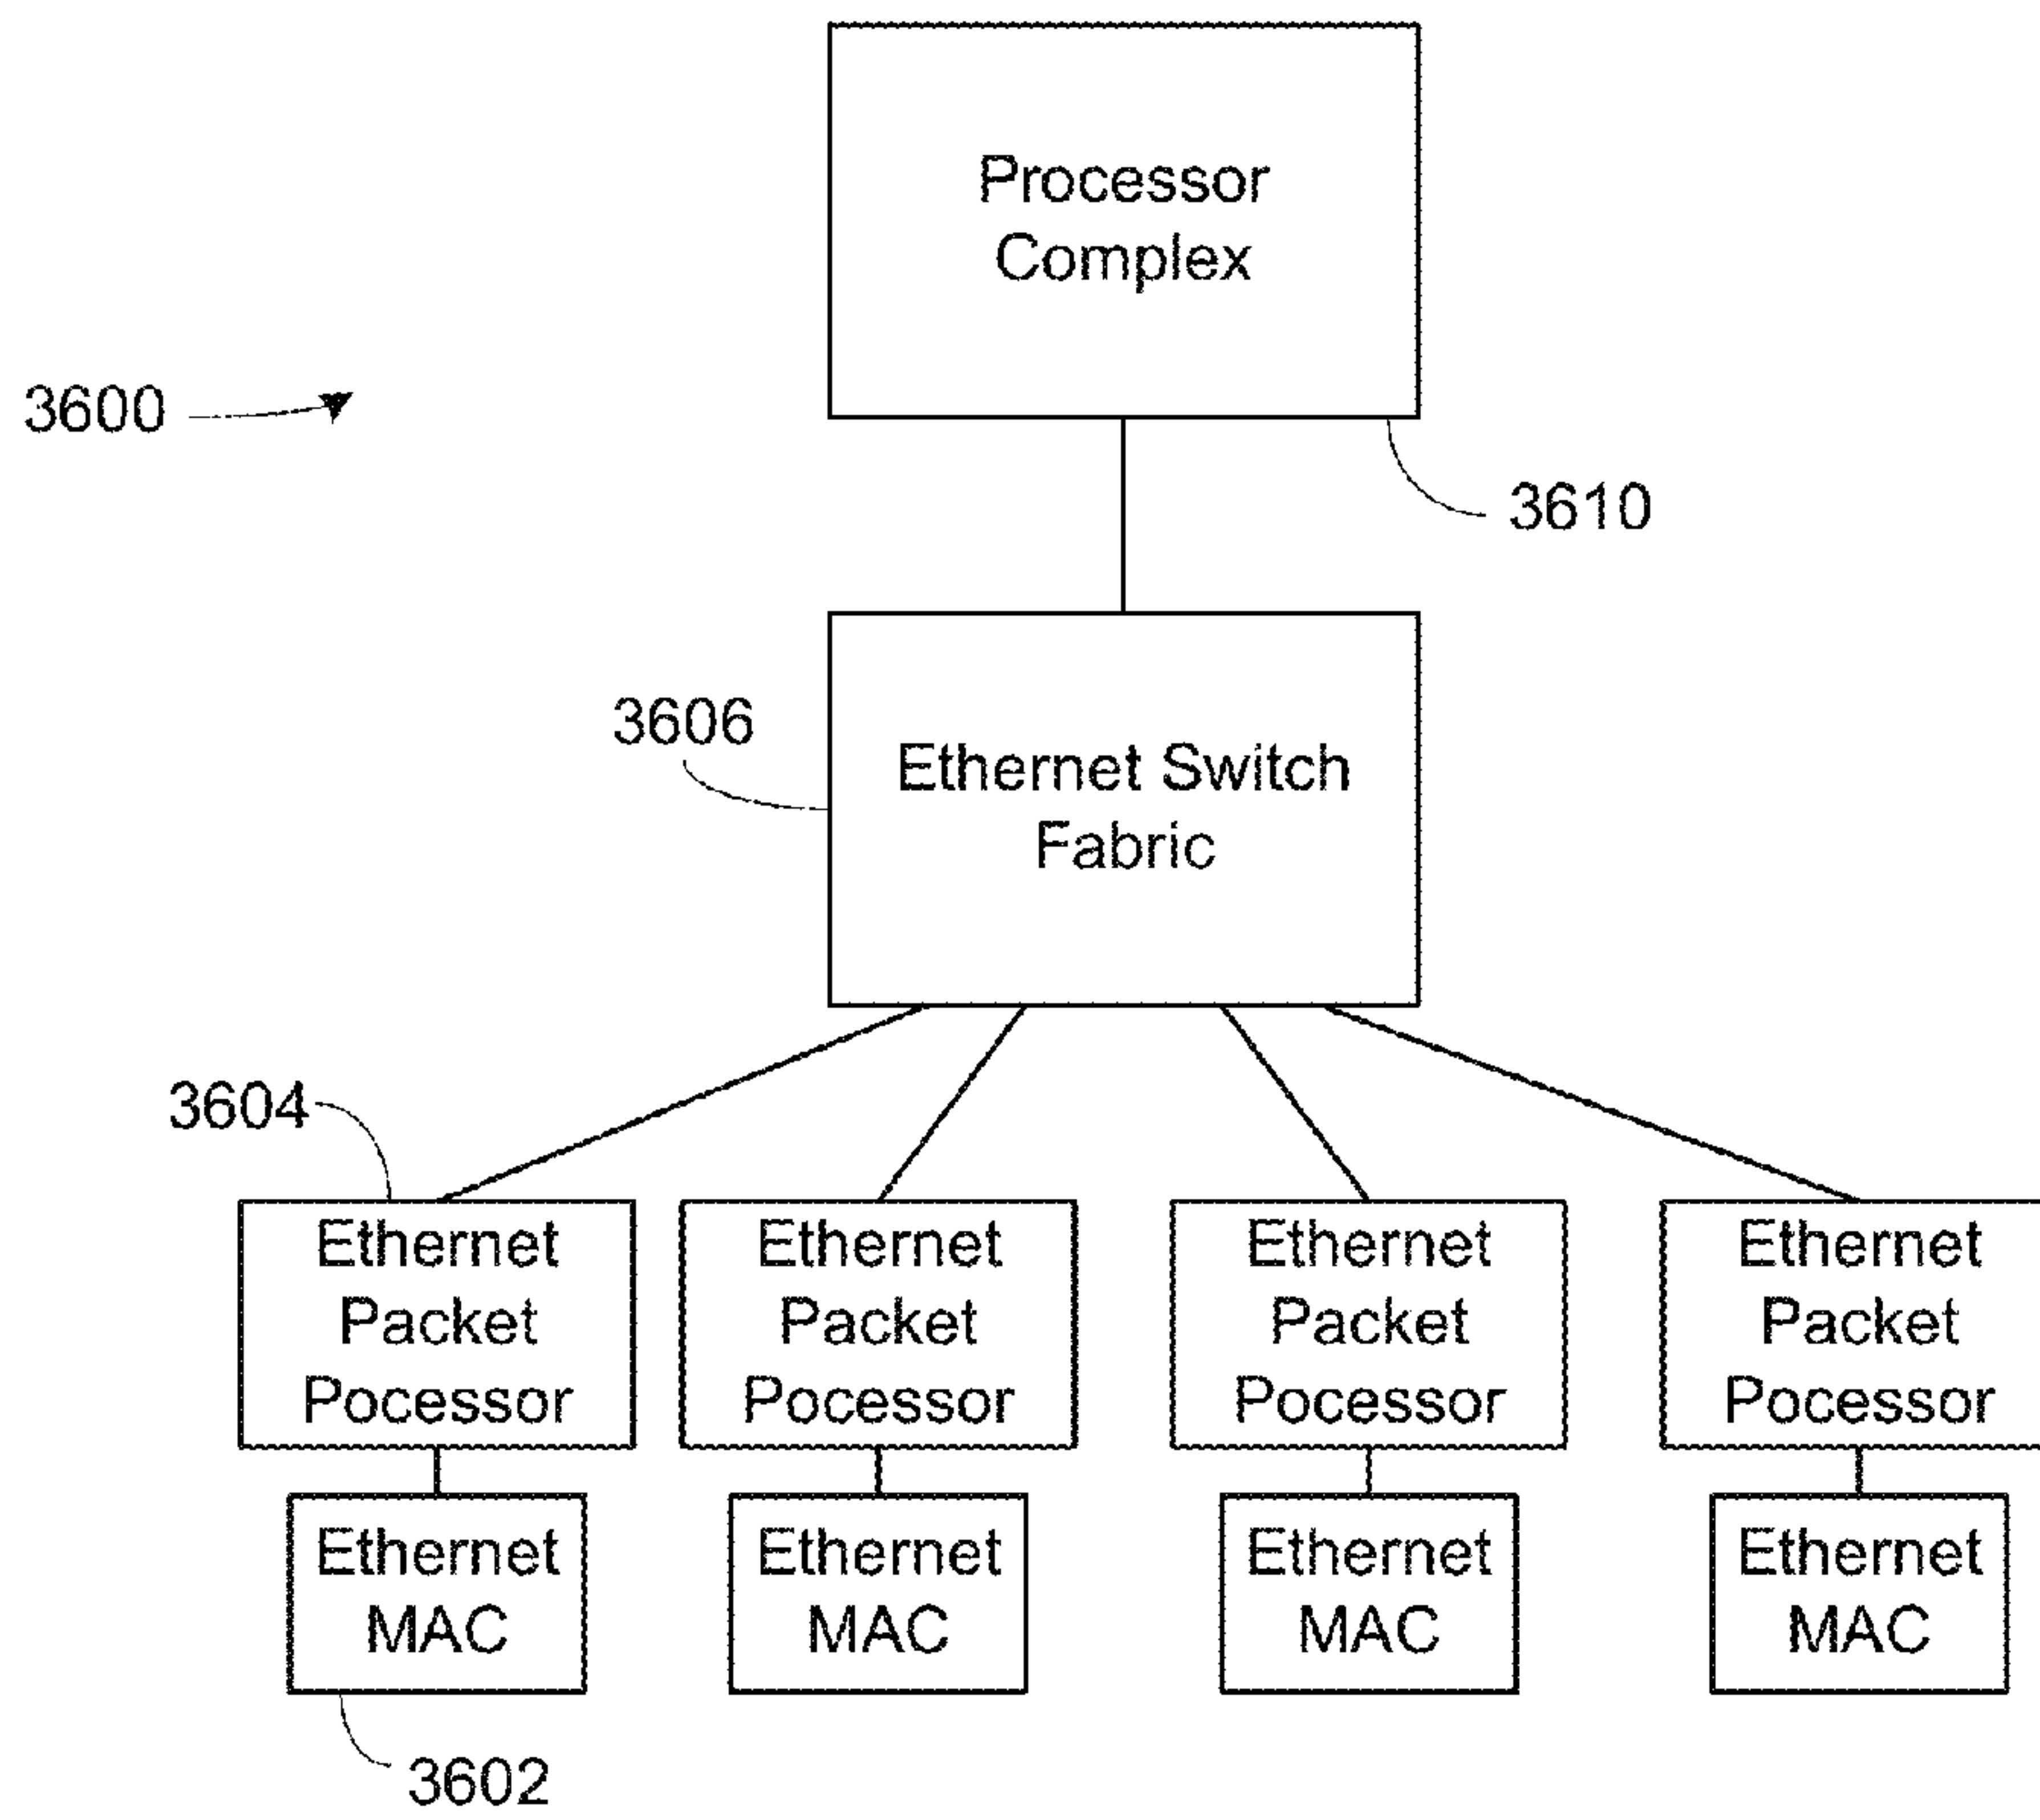 Processor
Complex
3600
3610
3606
Ethernet Switch
Fabric
3604
Ethernet
Packet
Pocessor
Ethernet
Packet
Pocessor
Ethernet
Packet
Pocessor
Ethernet
Packet
Pocessor
Ethernet
MAC
Ethernet
MAC
Ethernet
MAC
Ethernet
MAC
3602